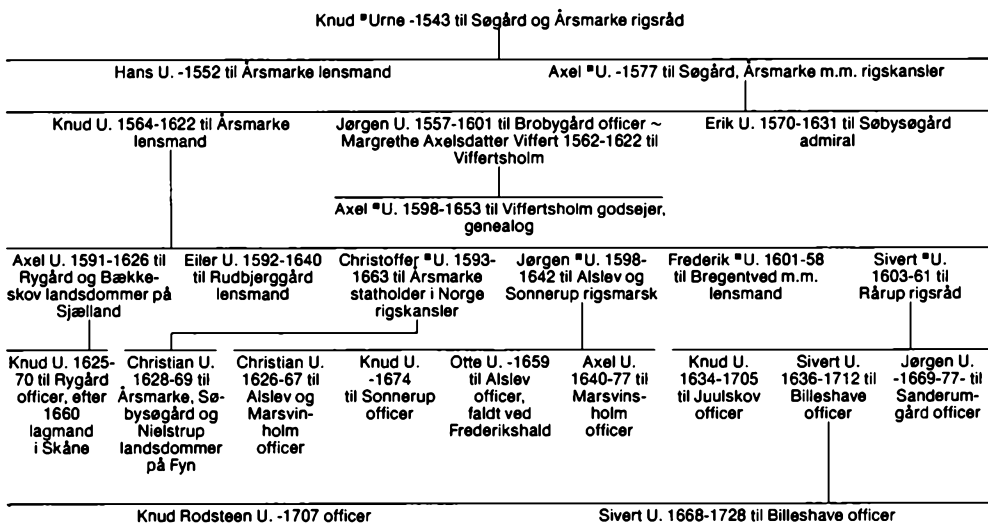 Knud *Urne -1543 til Søgård og Årsmarke rigsråd
Hans U. -1552 til Årsmarke lensmand
Axel *U. -1577 til Søgård, Årsmarke m.m. rigskansler
Knud U. 1564-1622 til Årsmarke
lensmand
Jørgen U. 1557-1601 til Brobygård officer ~
Margrethe Axelsdatter Viffert 1562-1622 til
Viffertsholm
Erik U. 1570-1631 til Søbysøgård
admiral
Axel *U. 1598-1653 til Viffertsholm godsejer,
genealog
Axel U. 1591-1626 til
Rygård og Bække-
skov landsdommer på
Sjælland
Eiler U. 1592-1640
til Rudbjerggård
lensmand
Christoffer *U. 1593-
1663 til Årsmarke
statholder i Norge
rigskansler
Jørgen *U. 1598-
1642 til Alslev og
Sonnerup rigsmarsk
Frederik *U. 1601-58
til Bregentved m.m.
lensmand
Sivert *U.
1603-61 til
Rårup rigsråd
Knud U. 1625-
70 til Rygård
officer, efter
1660
lagmand
i Skåne
Christian U.
1628-69 til
Årsmarke, Sø-
bysøgård og
Nielstrup
landsdommer
på Fyn
Christian U.
1626-67 til
Alslev og
Marsvin-
holm
officer
Knud U.
-1674
til Sonnerup
officer
Otte U. -1659
til Alslev
officer,
faldt ved
Frederikshald
Axel U.
1640-77 til
Marsvins-
holm
officer
Knud U.
1634-1705
til Juulskov
officer
Sivert U.
1636-1712 til
Billeshave
officer
Jørgen U.
-1669-77- til
Sanderum-
gård officer
Knud Rodsteen U. -1707 officer
Sivert U. 1668-1728 til Billeshave officer